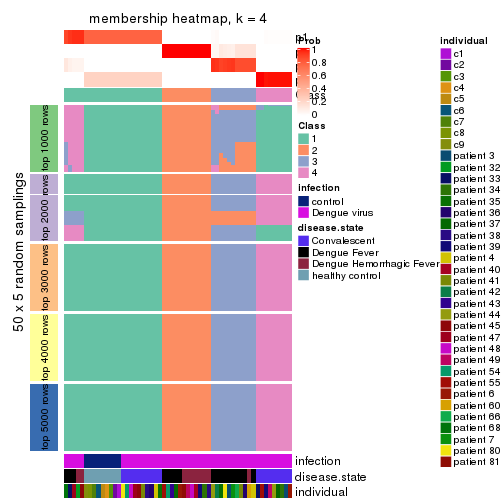 membership heatmap, k = 4
50 x 5 random samplings
top 1000 rows
top 2000 rows
top 3000 rows
top 4000 rows
top 5000 rows
p1
Prob
1
0.8
0.6
0.4
0.2
0
Class
1
2
3
4
infection
control
Dengue virus
disease.state
Convalescent
Dengue Fever
Dengue Hemorrhagic Fever
healthy control
infection
disease.state
individual
individual
c1
c2
c3
c4
c5
c6
c7
c8
c9
patient 3
patient 32
patient 33
patient 34
patient 35
patient 36
patient 37
patient 38
patient 39
patient 4
patient 40
patient 41
patient 42
patient 43
patient 44
patient 45
patient 47
patient 48
patient 49
patient 54
patient 55
patient 6
patient 60
patient 66
patient 68
patient 7
patient 80
patient 81